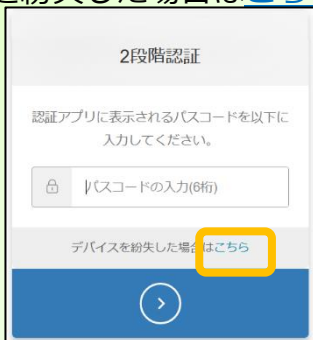 を紛失した場合はこちら
2段階認証
認証アプリに表示されるパスコードを以下に
入力してください。
パスコードの入力(6桁)
デバイスを紛失した場合はこちら